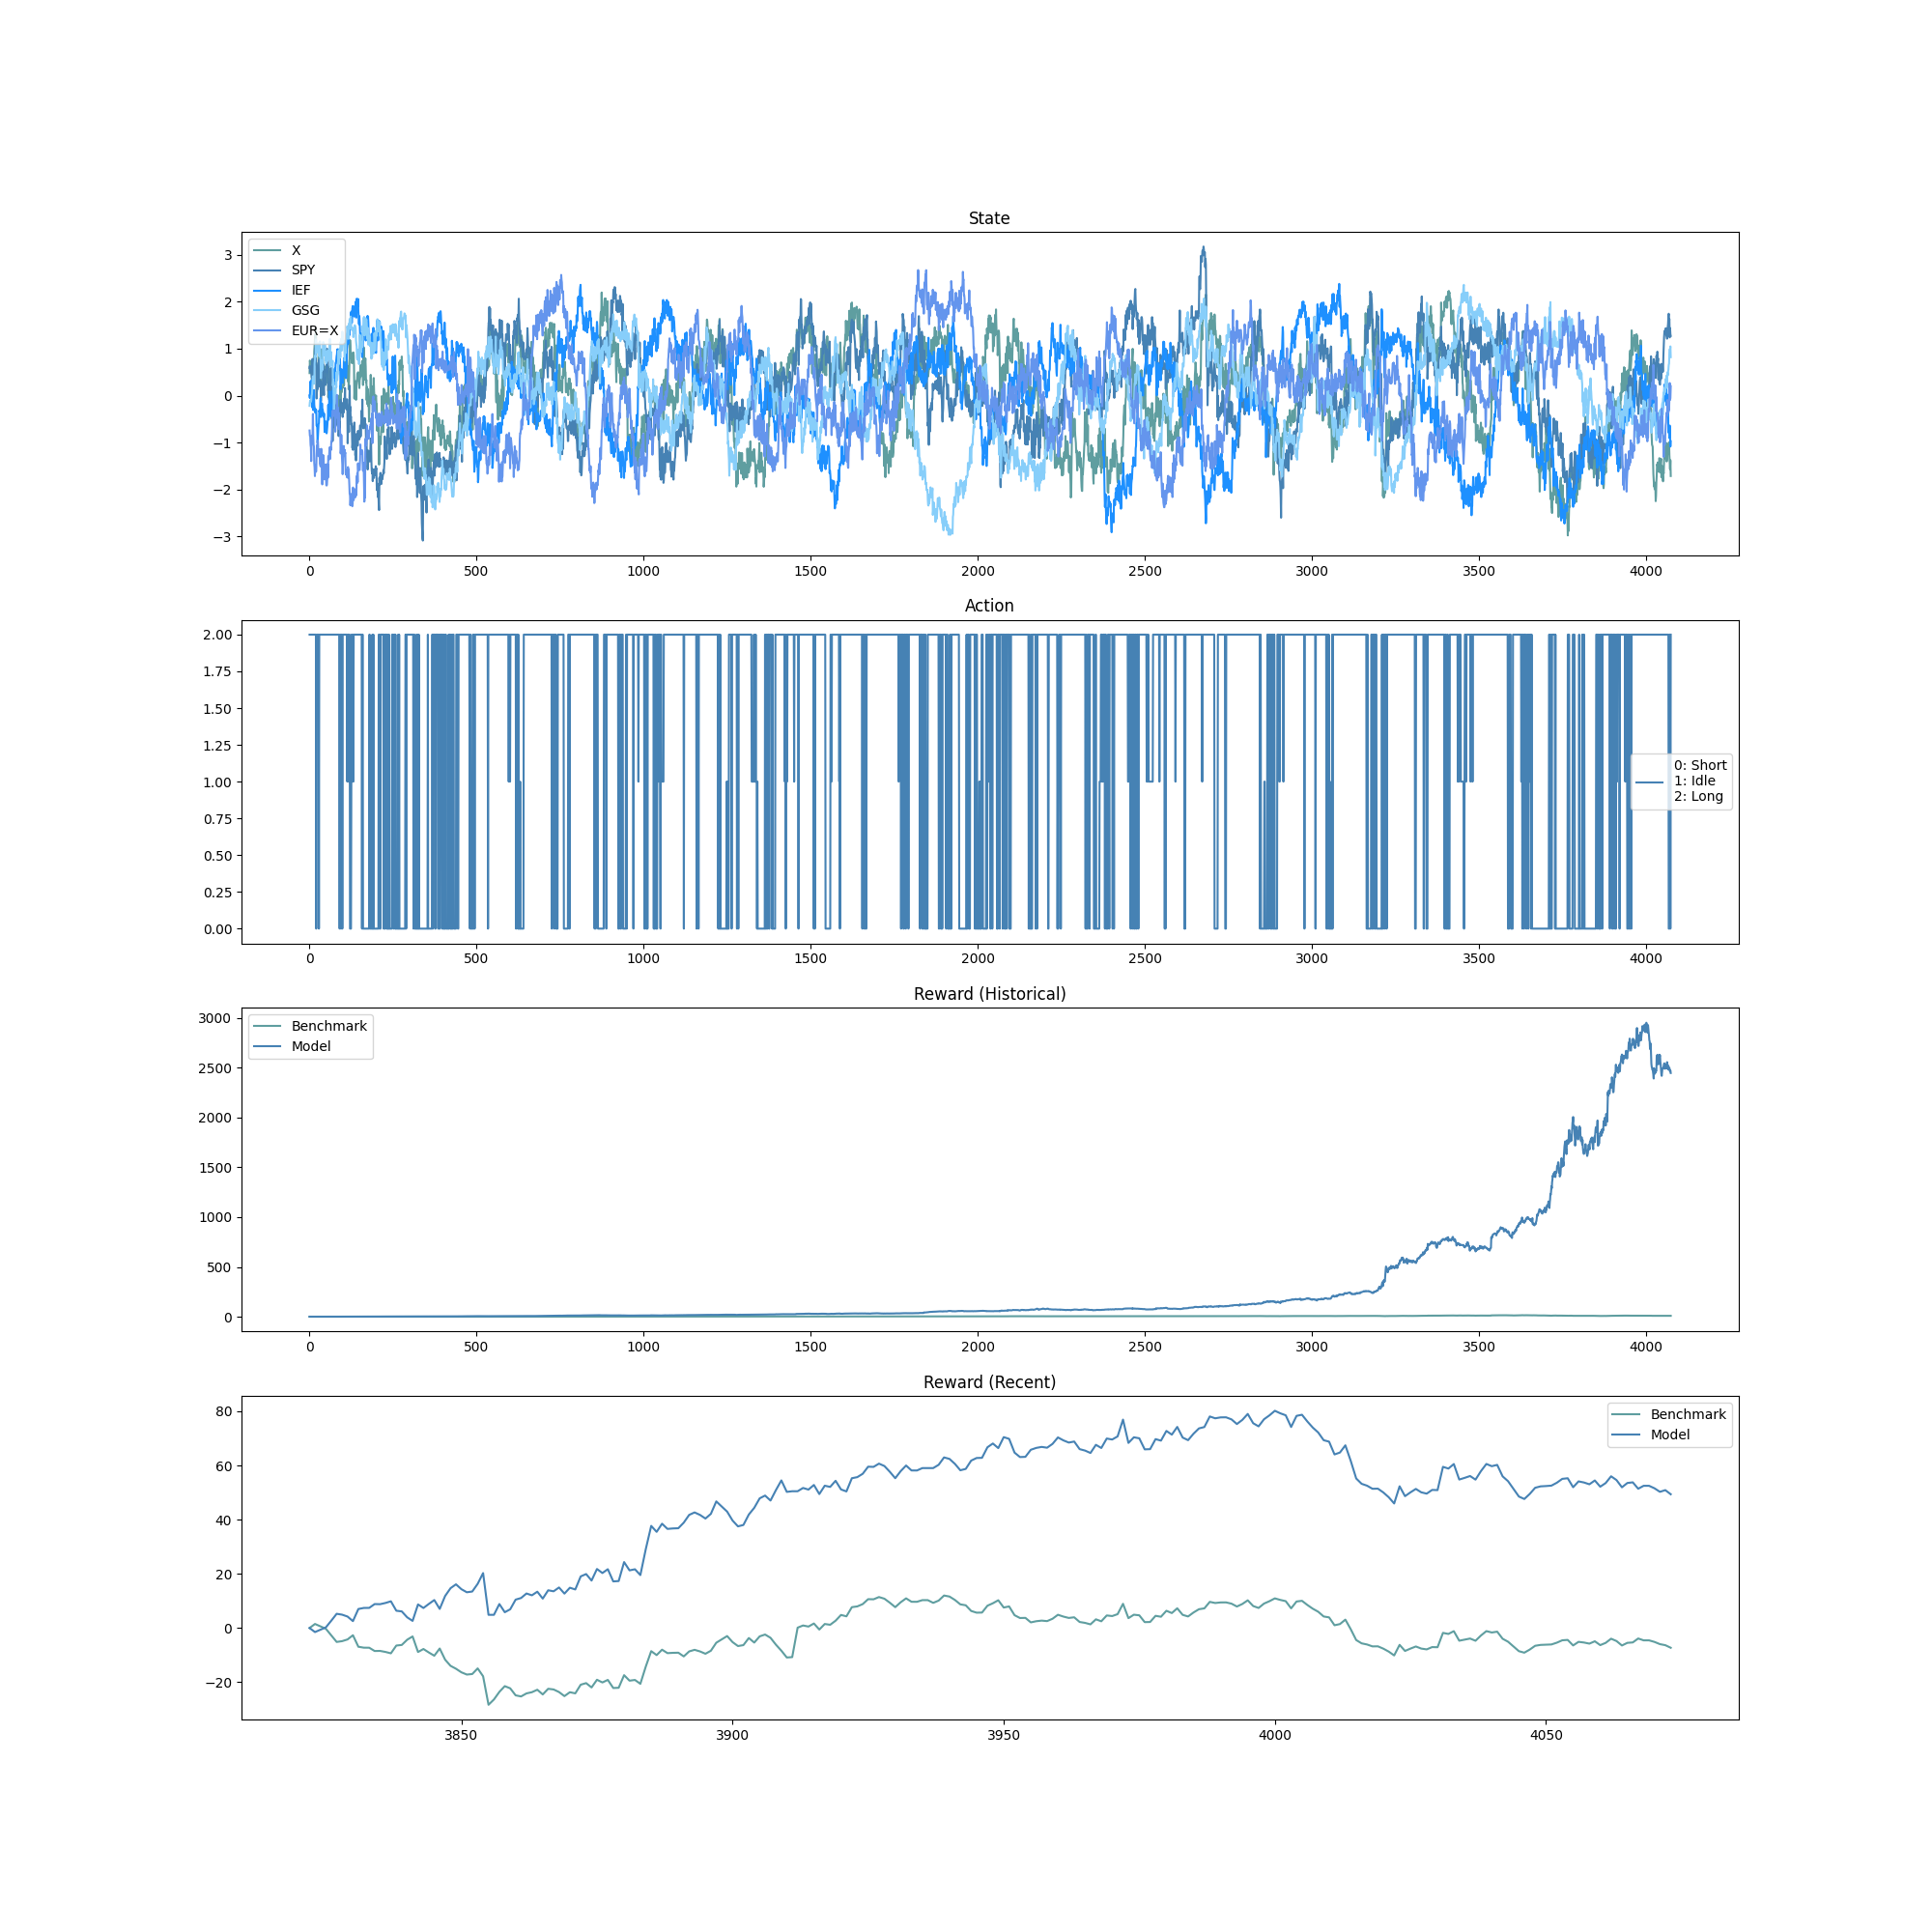 State
X
SPY
IEF
GSG
EUR=X
3
2
1
0
−1
−2
−3
0 500 1000 1500 2000 2500 3000 3500 4000
Action
2.00
1.75
1.50
1.25
1.00
0.75
0.50
0.25
0.00
0: Short
1: Idle
2: Long
0 500 1000 1500 2000 2500 3000 3500 4000
Reward (Historical)
Benchmark
Model
3000
2500
2000
1500
1000
500
0
0 500 1000 1500 2000 2500 3000 3500 4000
Reward (Recent)
Benchmark
Model
80
60
40
20
0
−20
3850 3900 3950 4000 4050